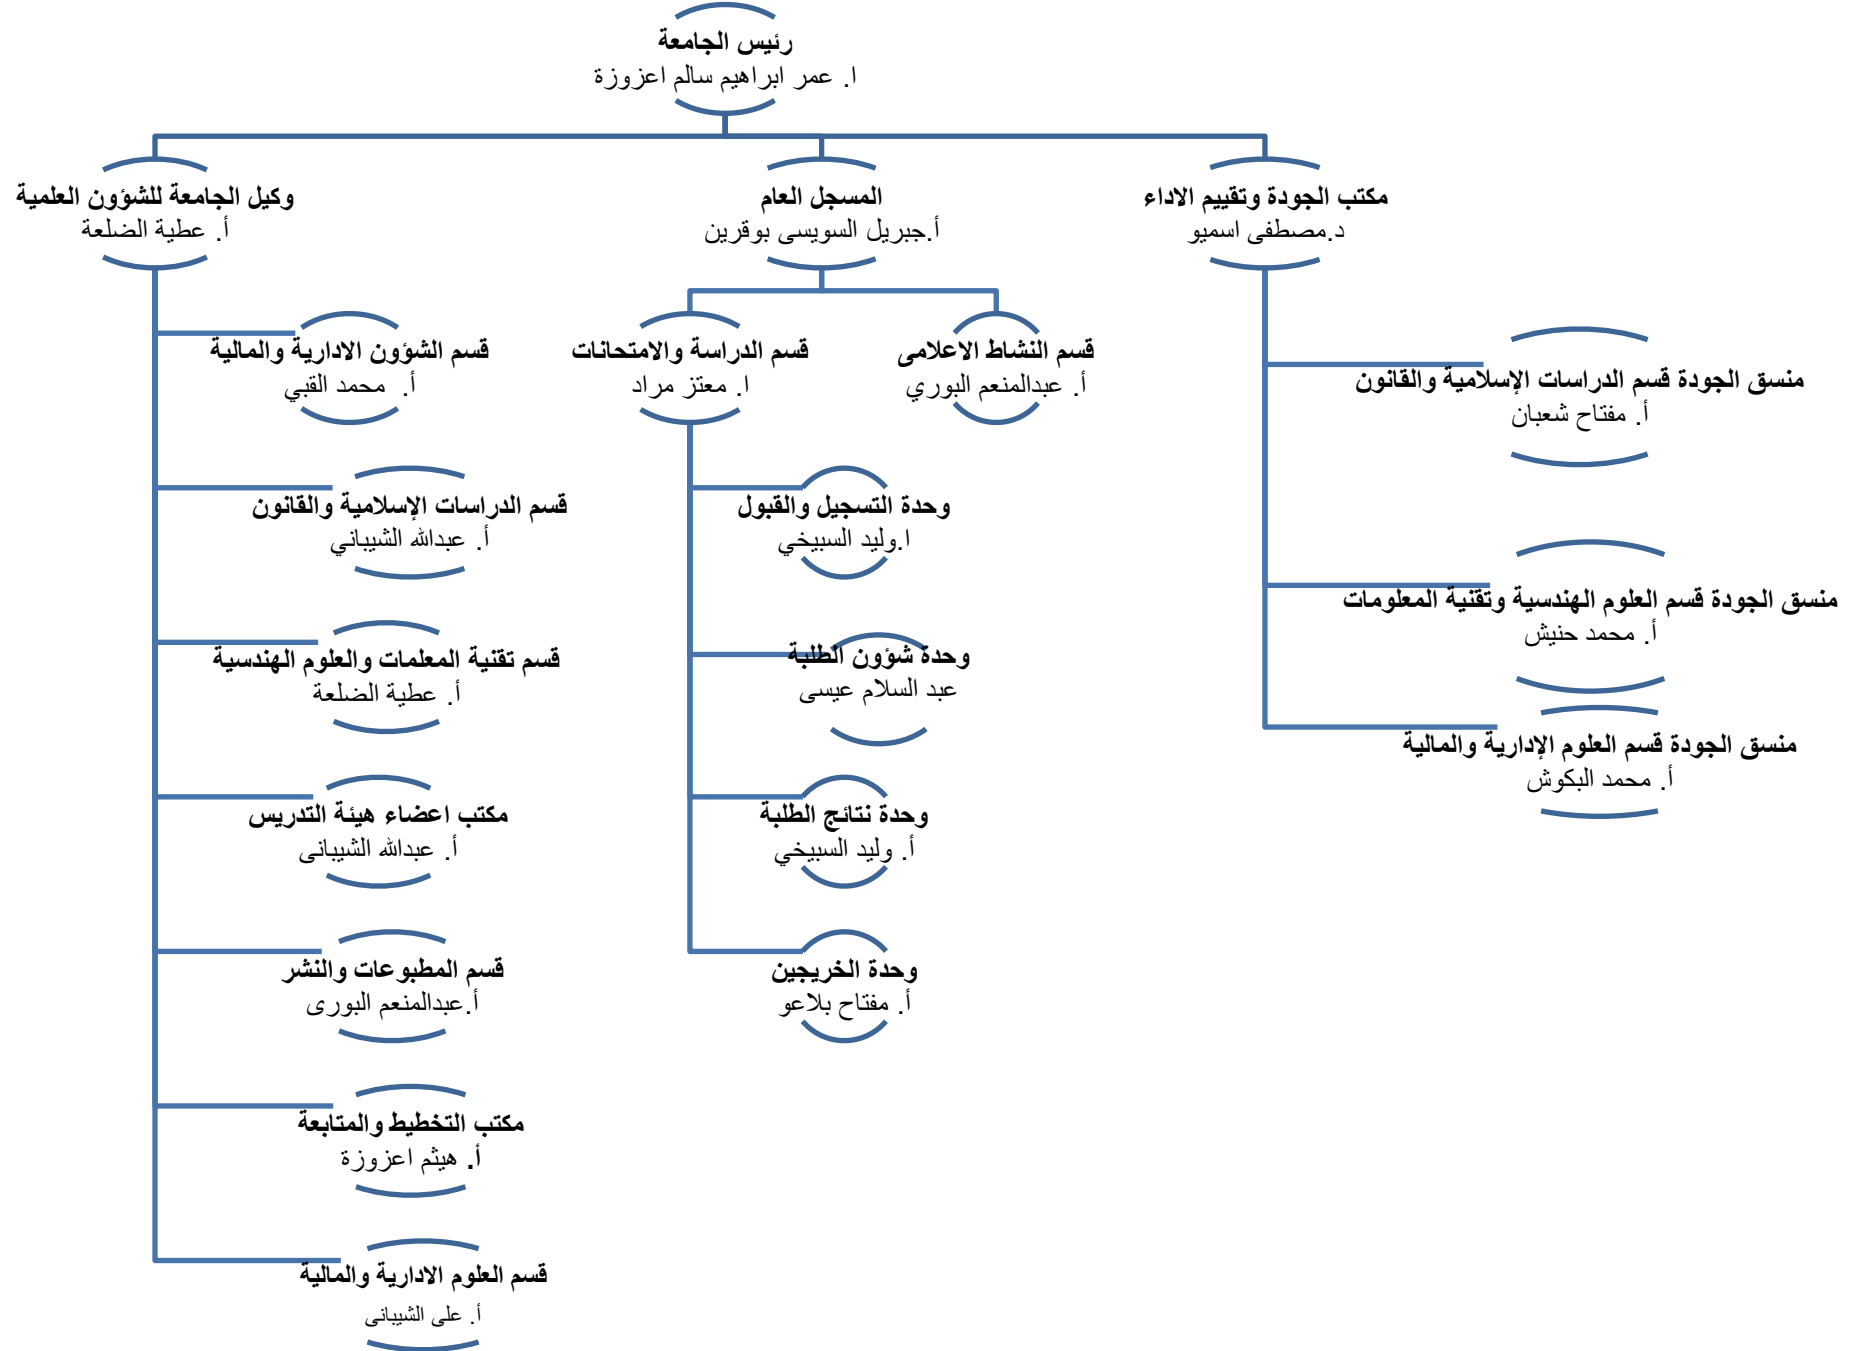 رئيس الجامعة
ا. عمر ابراهيم سالم اعزوزة
مكتب الجودة وتقييم الاداء
د.مصطفى اسميو
المسجل العام
أ.جبريل السويسى بوقرين
وكيل الجامعة للشؤون العلمية
أ. عطية الضلعة
منسق الجودة قسم الدراسات الإسلامية والقانون
أ. مفتاح شعبان
منسق الجودة قسم العلوم الهندسية وتقنية المعلومات
أ. محمد حنيش
منسق الجودة قسم العلوم الإدارية والمالية
أ. محمد البكوش
قسم النشاط الاعلامى
أ. عبدالمنعم البوري
قسم الدراسة والامتحانات
ا. معتز مراد
وحدة التسجيل والقبول
ا.وليد السبيخي
وحدة شؤون الطلبة
عبد السلام عيسى
وحدة نتائج الطلبة
أ. وليد السبيخي
وحدة الخريجين
أ. مفتاح بلاعو
قسم الشؤون الادارية والمالية
أ. محمد القبي
قسم الدراسات الإسلامية والقانون
أ. عبدالله الشيباني
قسم تقنية المعلمات والعلوم الهندسية
أ. عطية الضلعة
مكتب اعضاء هيئة التدريس
أ. عبدالله الشيبانى
قسم المطبوعات والنشر
أ.عبدالمنعم البورى
مكتب التخطيط والمتابعة
أ. هيثم اعزوزة
قسم العلوم الادارية والمالية
أ. على الشيبانى